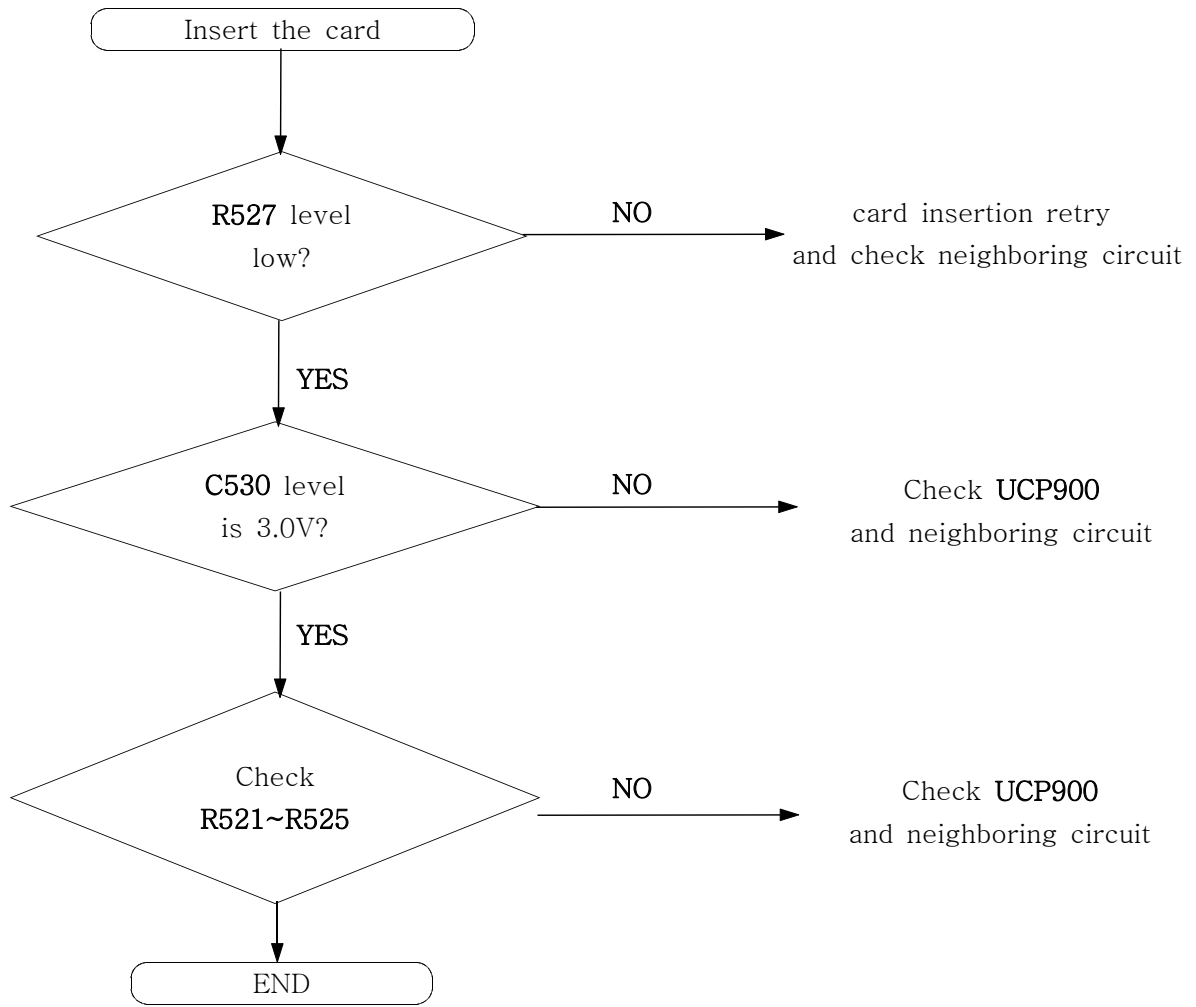 Insert the card
R527 level
low?
NO
card insertion retry
and check neighboring circuit
YES
C530 level
is 3.0V?
NO
Check UCP900
and neighboring circuit
YES
Check
R521~R525
NO
Check UCP900
and neighboring circuit
END